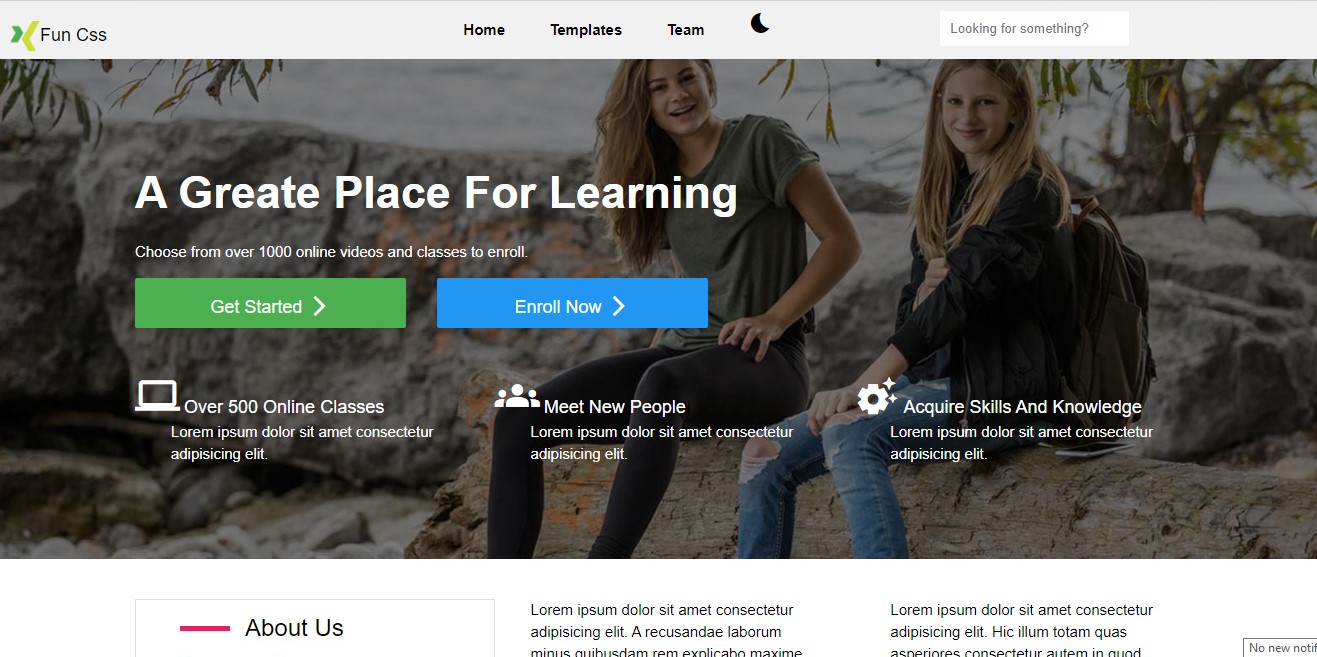 Fun Css
Home Templates Team
Looking for something?
A Greate Place For Learning
Choose from over 1000 online videos and classes to enroll.
Get Started
Enroll Now
Over 500 Online Classes
Lorem ipsum dolor sit amet consectetur
adipisicing elit.
Meet New People
Lorem ipsum dolor sit amet consectetur
adipisicing elit.
Acquire Skills And Knowledge
Lorem ipsum dolor sit amet consectetur
adipisicing elit.
About Us
Lorem ipsum dolor sit amet consectetur
adipisicing elit. A recusandae laborum
minus quibusdam rem explicabo maxime
Lorem ipsum dolor sit amet consectetur
adipisicing elit. Hic illum totam quas
asperiores consectetur autem in quod
No new notif